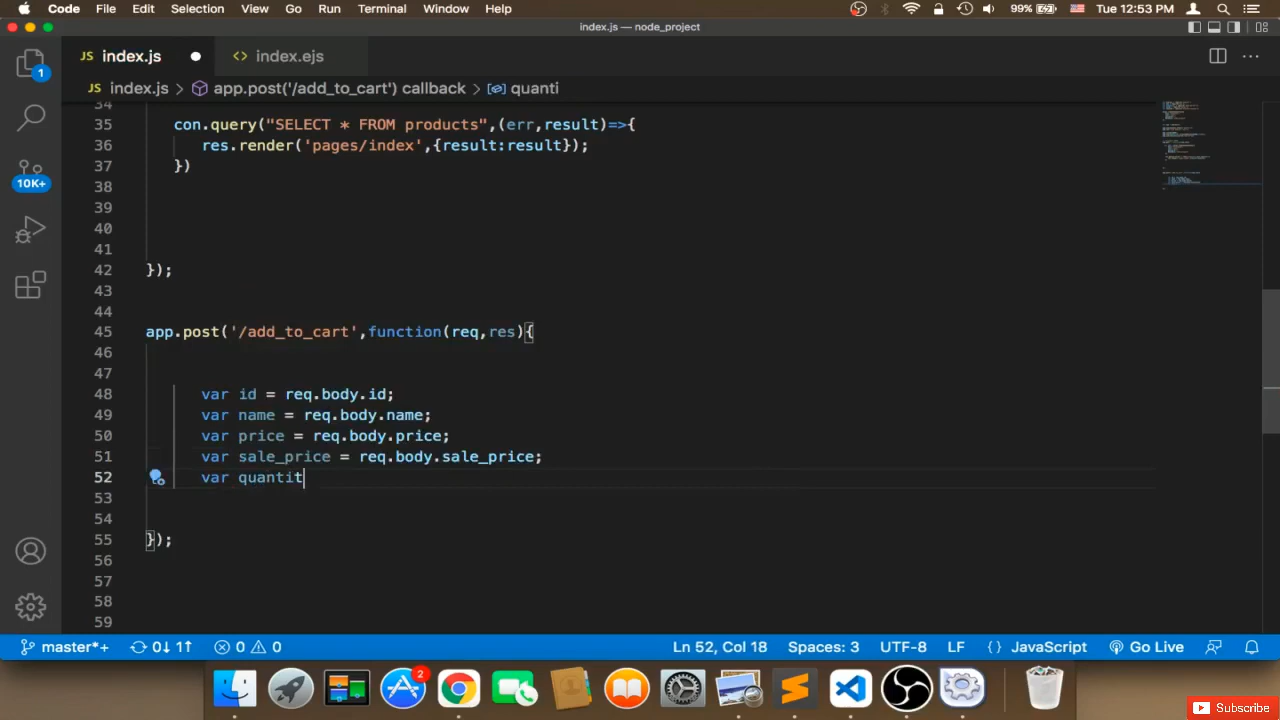 Code File Edit Selection View Go Run Terminal Window Help 99% Tue 12:53 PM
index.js — node_project
JS index.js <> index.ejs
1
JS index.js > app.post('/add_to_cart') callback > quanti
34
35 con.query("SELECT * FROM products",(err,result)=>{
36 res.render('pages/index',{result:result});
37 })
38
39
40
41
42 });
43
44
45 app.post('/add_to_cart',function(req,res){
46
47
48 var id = req.body.id;
49 var name = req.body.name;
50 var price = req.body.price;
51 var sale_price = req.body.sale_price;
52 var quantit
53
54
55 });
56
57
58
59
10K+
master*+ 0↓ 1↑ 0 0 Ln 52, Col 18 Spaces: 3 UTF-8 LF {} JavaScript Go Live
2
Subscribe